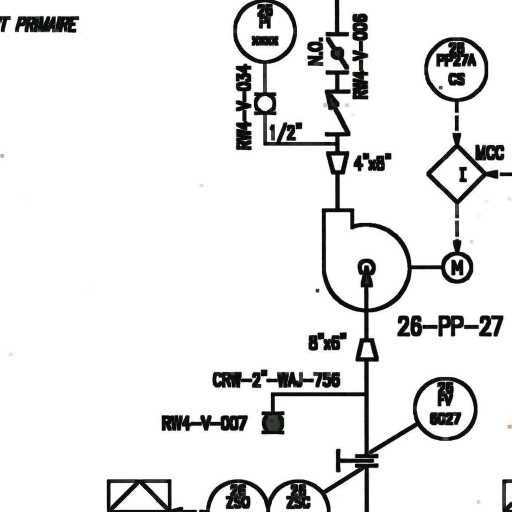 T PRIMAIRE
26
PI
XXXX
N.O.
RW4-V-006
26
PP27A
CS
RW4-V-034
1/2"
4"x8"
MCC
I
M
26-PP-27
8"x6"
CRW-2"-WAJ-756
26
FV
6027
RW4-V-007
26
ZSO
26
ZSC